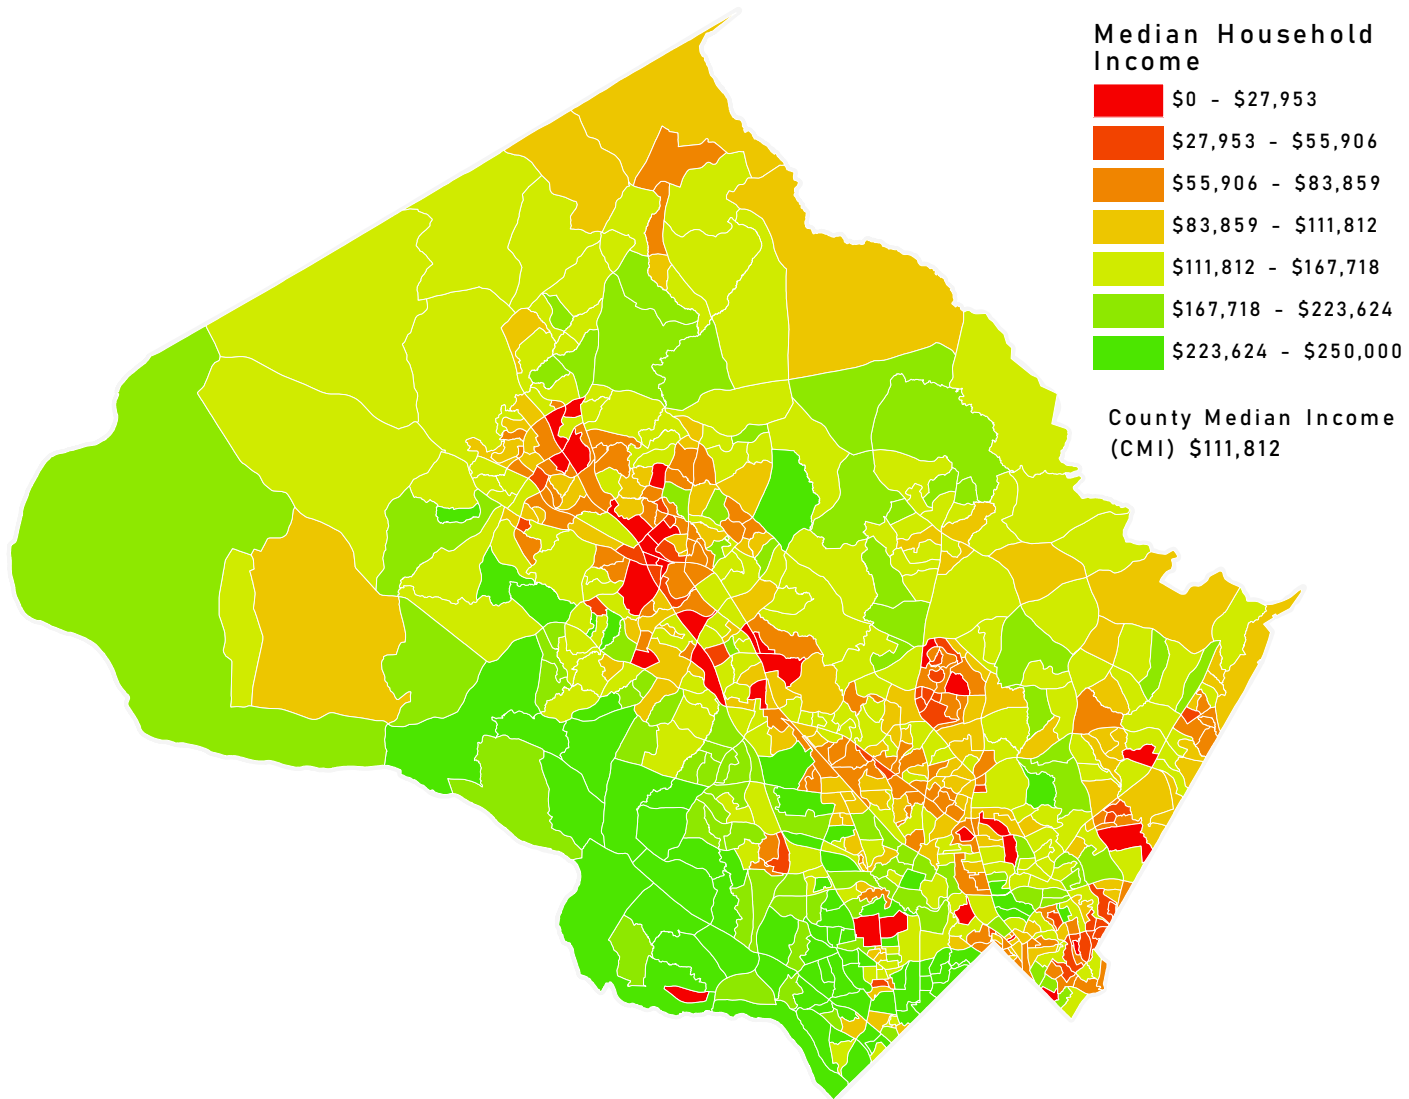 Median Household
Income
$0 - $27,953
$27,953 - $55,906
$55,906 - $83,859
$83,859 - $111,812
$111,812 - $167,718
$167,718 - $223,624
$223,624 - $250,000
County Median Income
(CMI) $111,812